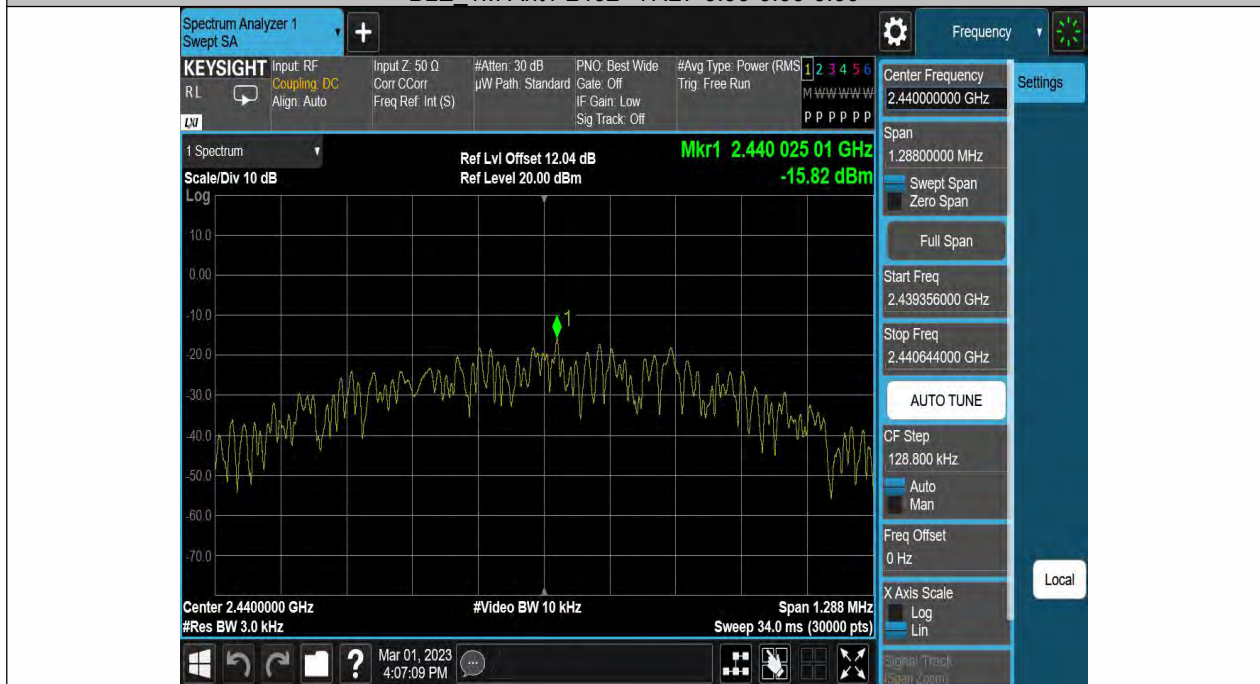 Spectrum Analyzer 1
Swept SA
+
Frequency
KEYSIGHT
RL
LXI
Input: RF
Coupling: DC
Align: Auto
Input Z: 50 Ω
Corr CCorr
Freq Ref: Int (S)
#Atten: 30 dB
µW Path: Standard
PNO: Best Wide
Gate: Off
IF Gain: Low
Sig Track: Off
#Avg Type: Power (RMS
Trig: Free Run
1 2 3 4 5 6
M W W W W W
P P P P P P
1 Spectrum
Scale/Div 10 dB
Ref Lvl Offset 12.04 dB
Ref Level 20.00 dBm
Mkr1 2.440 025 01 GHz
-15.82 dBm
Log
10.0
0.00
-10.0
-20.0
-30.0
-40.0
-50.0
-60.0
-70.0
1
Center 2.4400000 GHz
#Res BW 3.0 kHz
#Video BW 10 kHz
Span 1.288 MHz
Sweep 34.0 ms (30000 pts)
?
Mar 01, 2023
4:07:09 PM
Center Frequency
2.440000000 GHz
Settings
Span
1.28800000 MHz
Swept Span
Zero Span
Full Span
Start Freq
2.439356000 GHz
Stop Freq
2.440644000 GHz
AUTO TUNE
CF Step
128.800 kHz
Auto
Man
Freq Offset
0 Hz
X Axis Scale
Log
Lin
Local
Signal Track
(Span Zoom)